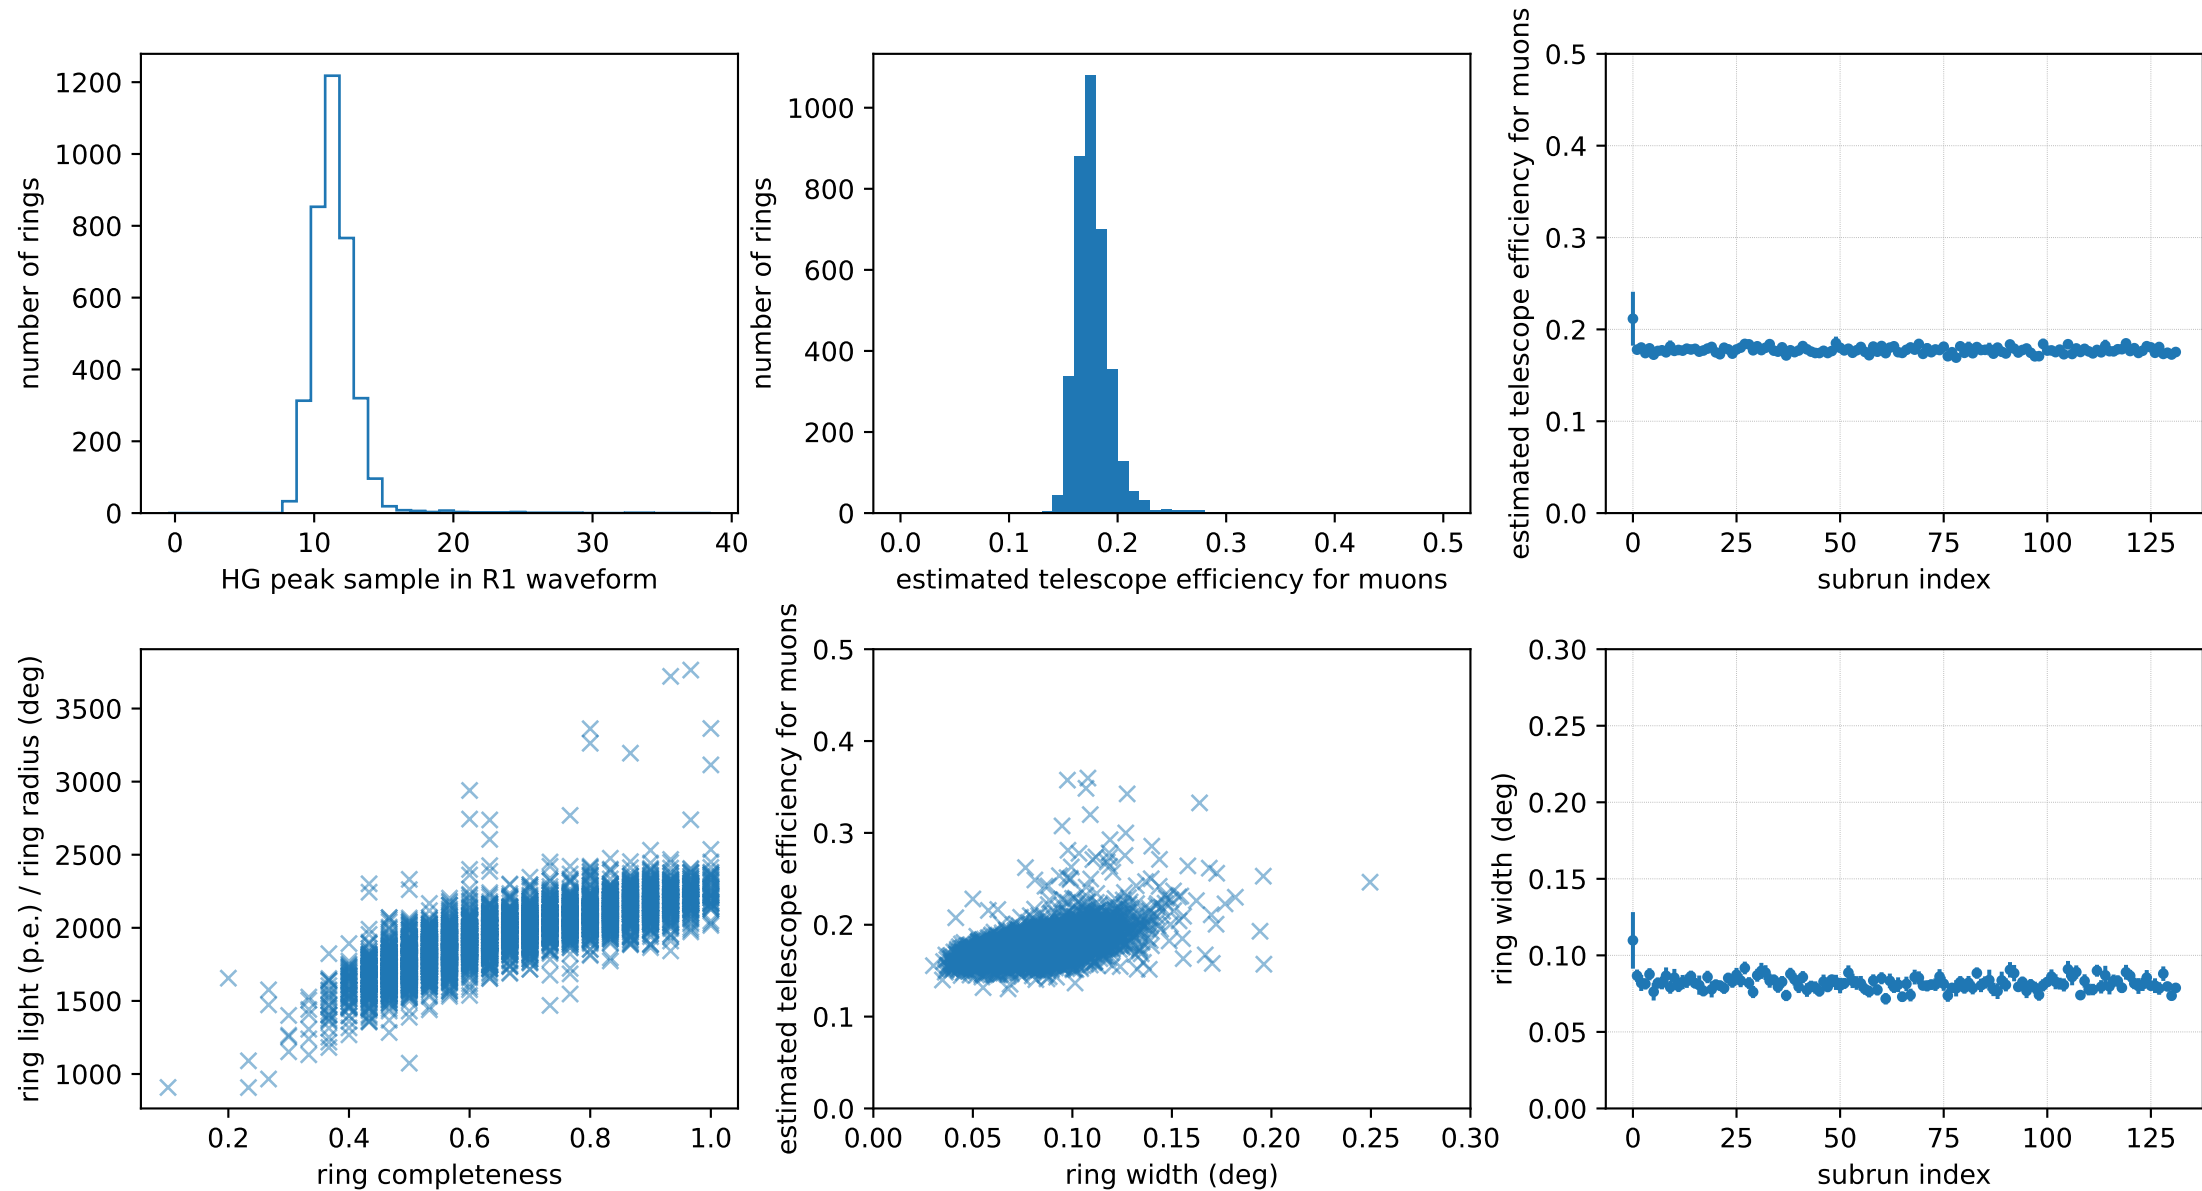 number of rings
1200
1000
800
600
400
200
0
0 10 20 30 40
HG peak sample in R1 waveform
number of rings
1000
800
600
400
200
0
0.0 0.1 0.2 0.3 0.4 0.5
estimated telescope efficiency for muons
estimated telescope efficiency for muons
0.5
0.4
0.3
0.2
0.1
0.0
0 25 50 75 100 125
subrun index
ring light (p.e.) / ring radius (deg)
3500
3000
2500
2000
1500
1000
0.2 0.4 0.6 0.8 1.0
ring completeness
estimated telescope efficiency for muons
0.5
0.4
0.3
0.2
0.1
0.0
0.00 0.05 0.10 0.15 0.20 0.25 0.30
ring width (deg)
ring width (deg)
0.30
0.25
0.20
0.15
0.10
0.05
0.00
0 25 50 75 100 125
subrun index